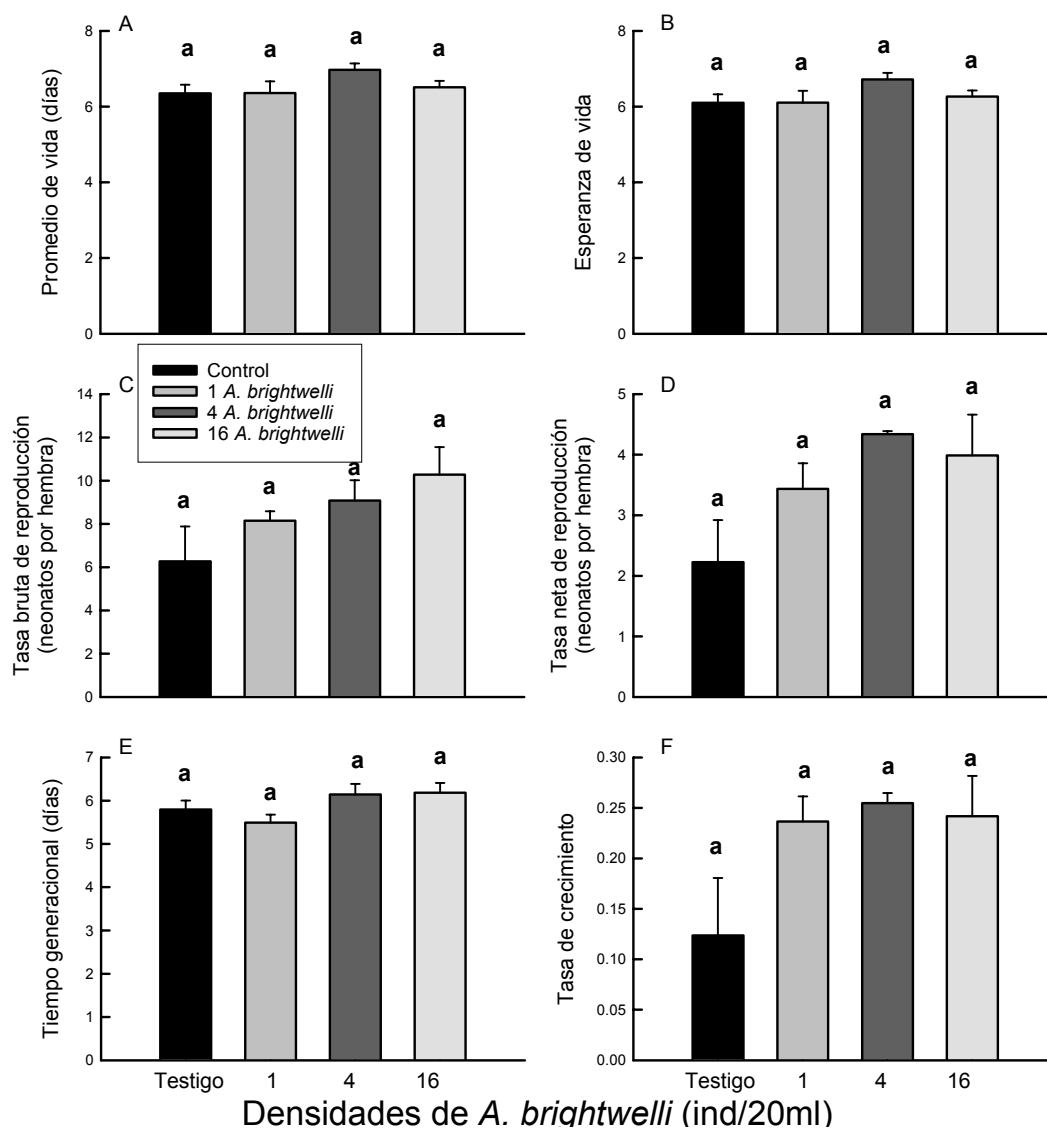 A
Promedio de vida (días)
8
6
4
2
0
a a a a
B
Esperanza de vida
8
6
4
2
0
a a a a
C
Tasa bruta de reproducción
(neonatos por hembra)
14
12
10
8
6
4
2
0
Control
1 A. brightwelli
4 A. brightwelli
16 A. brightwelli
a a a a
D
Tasa neta de reproducción
(neonatos por hembra)
5
4
3
2
1
0
a a a a
E
Tiempo generacional (días)
7
6
5
4
3
2
1
0
a a a a
Testigo 1 4 16
F
Tasa de crecimiento
0.30
0.25
0.20
0.15
0.10
0.05
0.00
a a a a
Testigo 1 4 16
Densidades de A. brightwelli (ind/20ml)